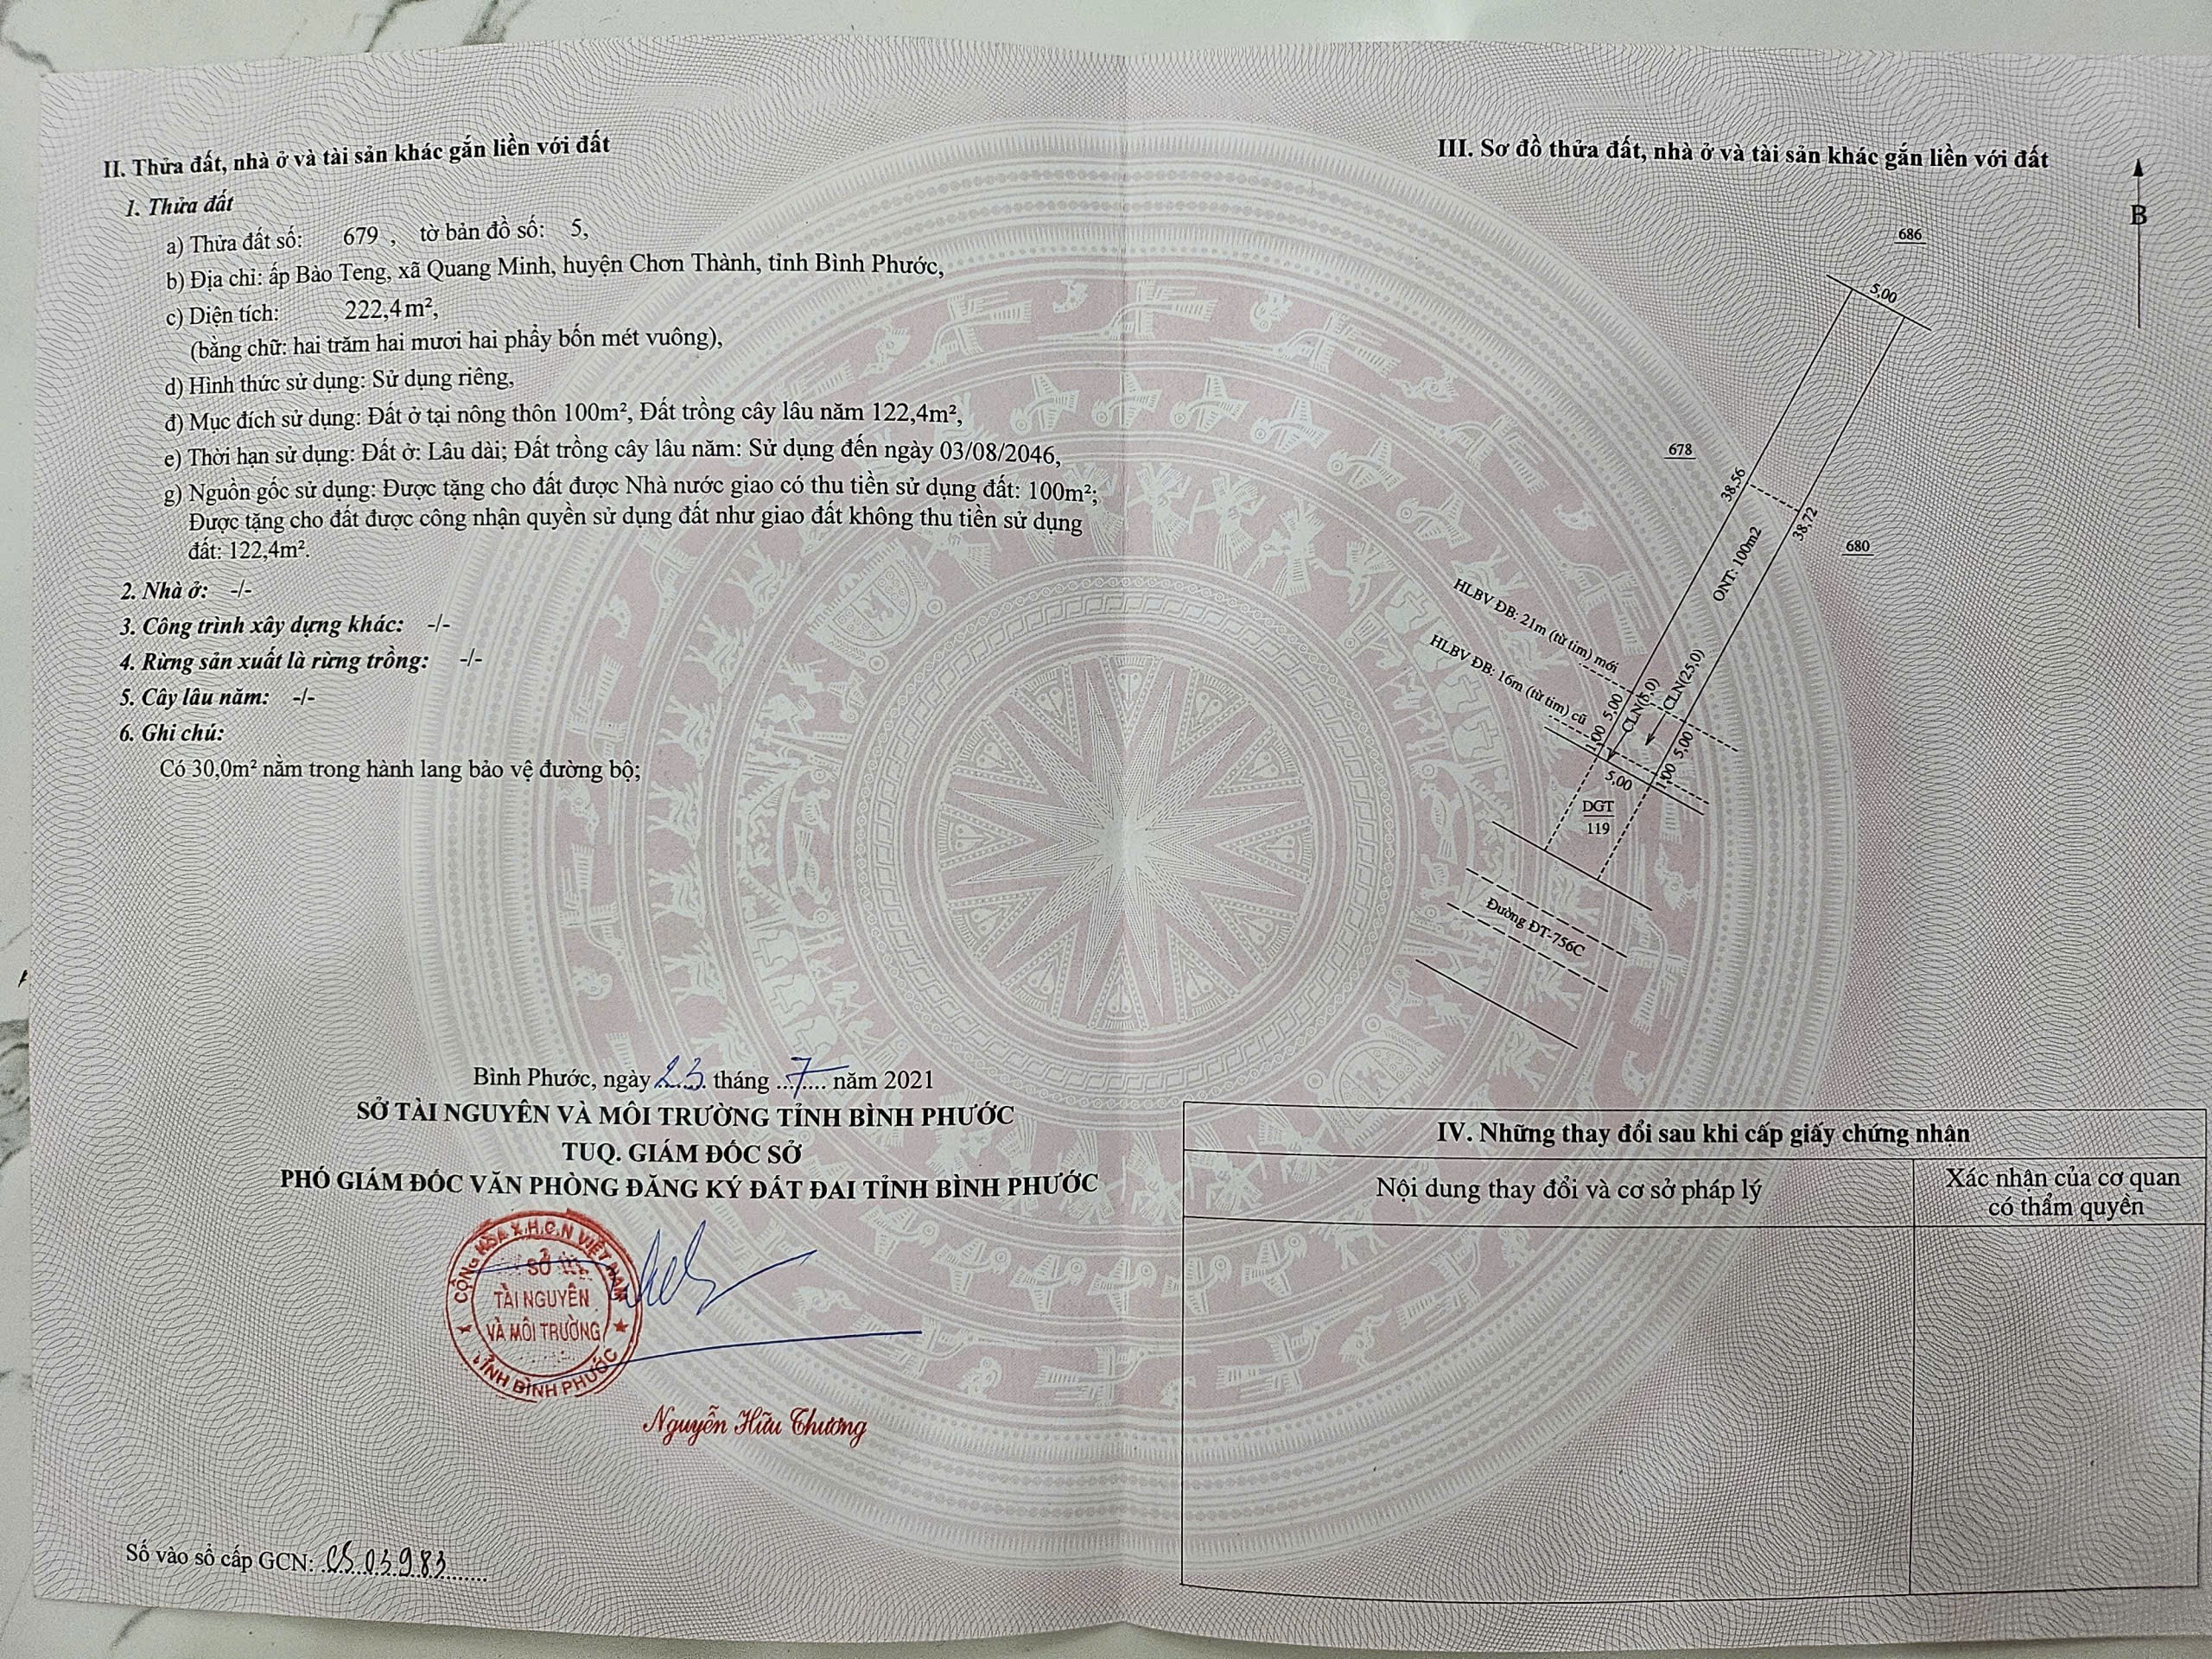 II. Thửa đất, nhà ở và tài sản khác gắn liền với đất
1. Thửa đất
a) Thửa đất số: 679 , tờ bản đồ số: 5,
b) Địa chỉ: ấp Bào Teng, xã Quang Minh, huyện Chơn Thành, tỉnh Bình Phước,
c) Diện tích: 222,4 m²,
(bằng chữ: hai trăm hai mươi hai phẩy bốn mét vuông),
d) Hình thức sử dụng: Sử dụng riêng,
đ) Mục đích sử dụng: Đất ở tại nông thôn 100m², Đất trồng cây lâu năm 122,4m²,
e) Thời hạn sử dụng: Đất ở: Lâu dài; Đất trồng cây lâu năm: Sử dụng đến ngày 03/08/2046,
g) Nguồn gốc sử dụng: Được tặng cho đất được Nhà nước giao có thu tiền sử dụng đất: 100m²;
Được tặng cho đất được công nhận quyền sử dụng đất như giao đất không thu tiền sử dụng
đất: 122,4m².
2. Nhà ở: -/-
3. Công trình xây dựng khác: -/-
4. Rừng sản xuất là rừng trồng: -/-
5. Cây lâu năm: -/-
6. Ghi chú:
Có 30,0m² nằm trong hành lang bảo vệ đường bộ;
Bình Phước, ngày 23 tháng 7 năm 2021
SỞ TÀI NGUYÊN VÀ MÔI TRƯỜNG TỈNH BÌNH PHƯỚC
TUQ. GIÁM ĐỐC SỞ
PHÓ GIÁM ĐỐC VĂN PHÒNG ĐĂNG KÝ ĐẤT ĐAI TỈNH BÌNH PHƯỚC
CỘNG HÒA X.H.C.N VIỆT NAM
SỞ
TÀI NGUYÊN
VÀ MÔI TRƯỜNG
TỈNH BÌNH PHƯỚC
Nguyễn Hữu Thương
Số vào sổ cấp GCN: CS 03983
III. Sơ đồ thửa đất, nhà ở và tài sản khác gắn liền với đất
B
686
5,00
678
38,56
38,72
680
ONT: 100m2
HLBV ĐB: 21m (từ tim) mới
HLBV ĐB: 16m (từ tim) cũ
CLN(25,0)
CLN(5,0)
1,00 5,00
1,00 5,00
5,00
DGT
119
Đường ĐT-756C
IV. Những thay đổi sau khi cấp giấy chứng nhận
Nội dung thay đổi và cơ sở pháp lý
Xác nhận của cơ quan
có thẩm quyền